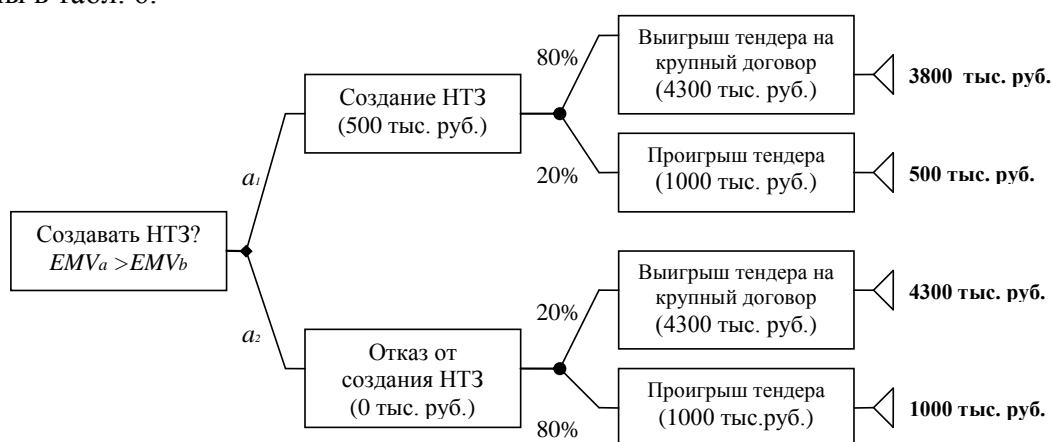 ны в табл. 6.
80%
Выигрыш тендера на
крупный договор
(4300 тыс. руб.)
3800 тыс. руб.
Создание НТЗ
(500 тыс. руб.)
20%
Проигрыш тендера
(1000 тыс. руб.)
500 тыс. руб.
a1
Создавать НТЗ?
EMVa >EMVb
a2
20%
Выигрыш тендера на
крупный договор
(4300 тыс. руб.)
4300 тыс. руб.
Отказ от
создания НТЗ
(0 тыс. руб.)
80%
Проигрыш тендера
(1000 тыс.руб.)
1000 тыс. руб.